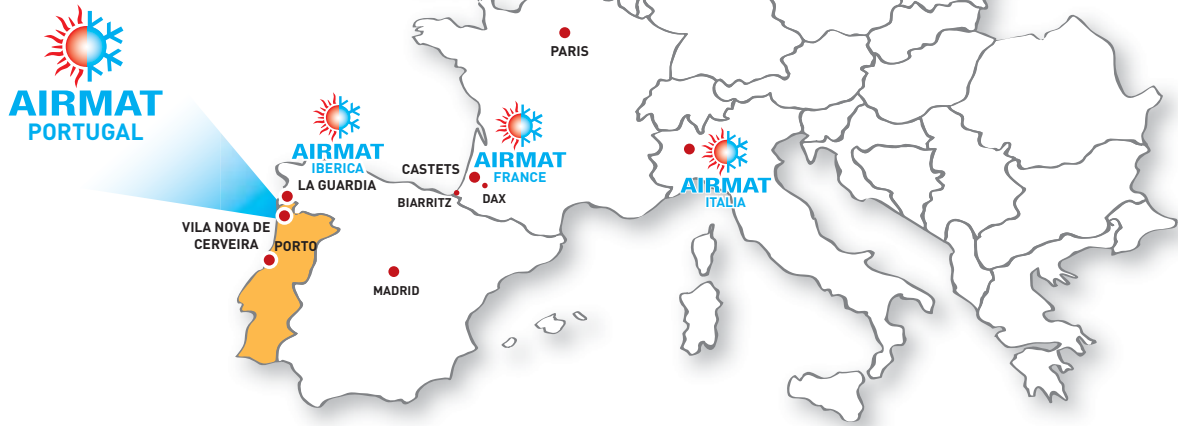 AIRMAT
PORTUGAL
PARIS
AIRMAT
IBERICA
LA GUARDIA
AIRMAT
FRANCE
CASTETS
BIARRITZ
DAX
AIRMAT
ITALIA
VILA NOVA DE
CERVEIRA
PORTO
MADRID